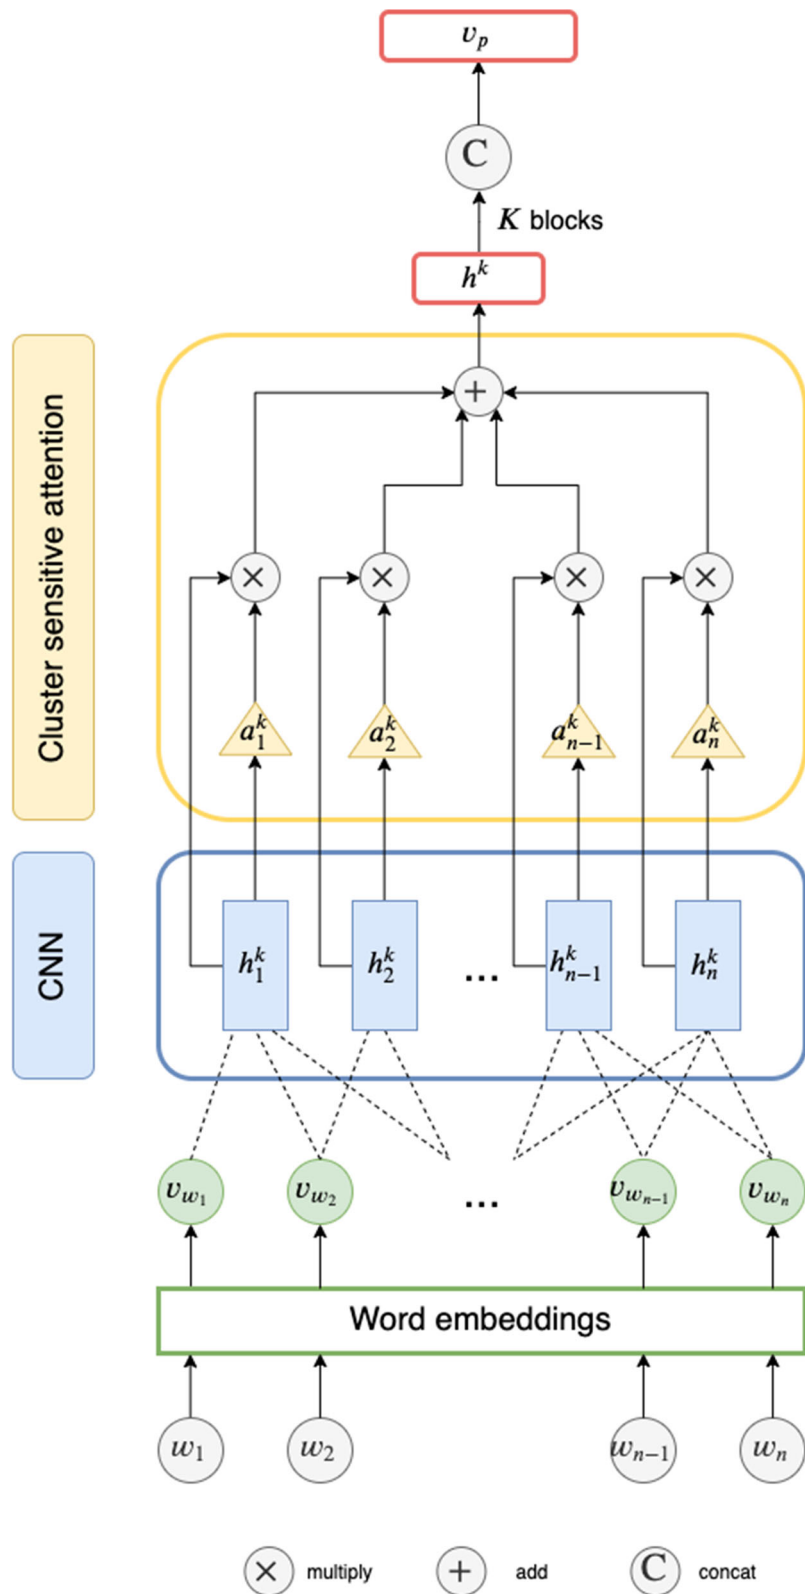 v_p
C
K blocks
h^k
+
Cluster sensitive attention
× × × ×
a_1^k a_2^k a_{n-1}^k a_n^k
CNN
h_1^k h_2^k ... h_{n-1}^k h_n^k
v_{w_1} v_{w_2} ... v_{w_{n-1}} v_{w_n}
Word embeddings
w_1 w_2 w_{n-1} w_n
× multiply + add C concat